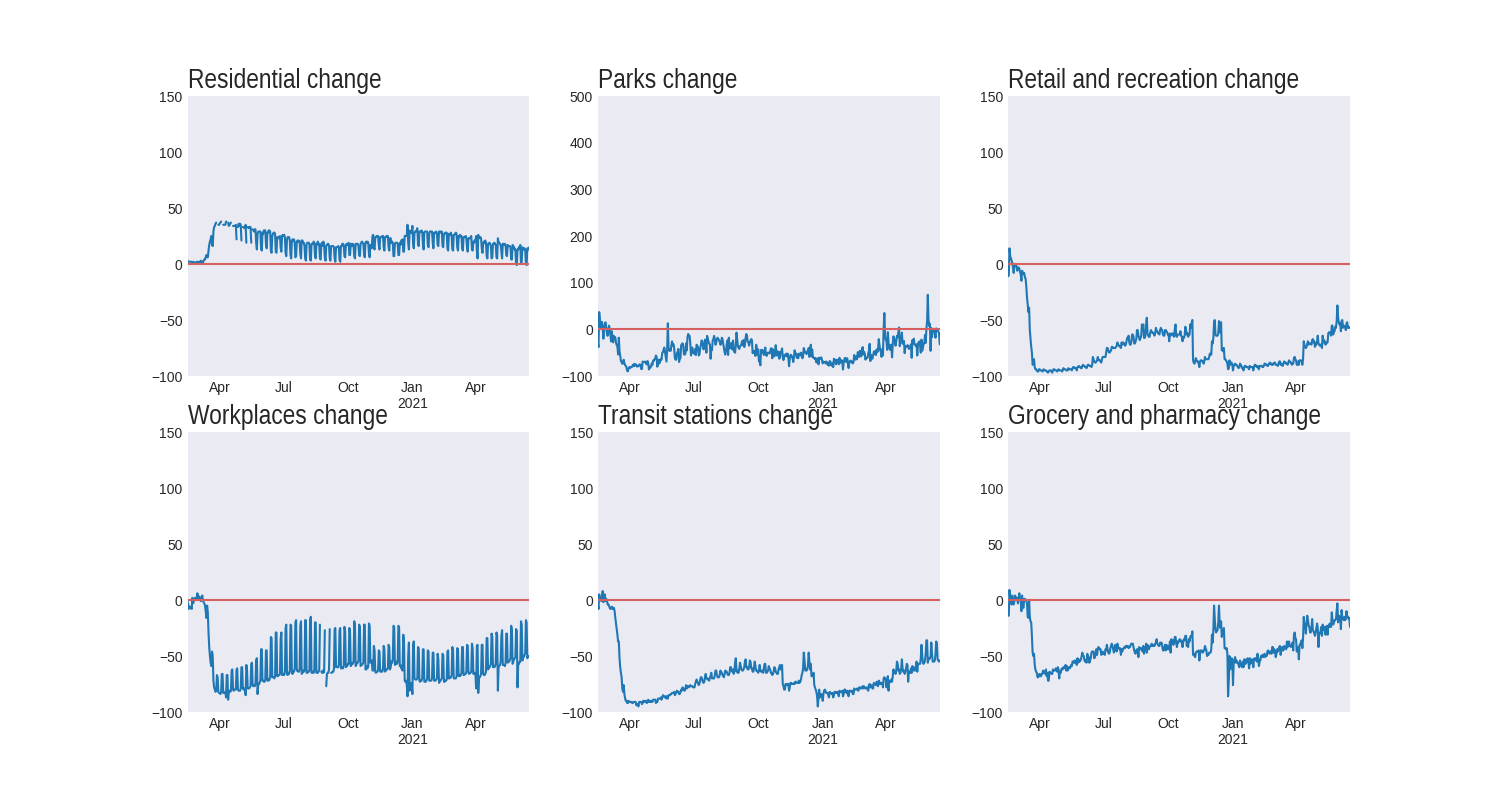 Residential change
Parks change
Retail and recreation change
150
100
50
0
−50
−100
Apr
Jul
Oct
Jan
2021
Apr
500
400
300
200
100
0
−100
Apr
Jul
Oct
Jan
2021
Apr
150
100
50
0
−50
−100
Apr
Jul
Oct
Jan
2021
Apr
Workplaces change
Transit stations change
Grocery and pharmacy change
150
100
50
0
−50
−100
Apr
Jul
Oct
Jan
2021
Apr
150
100
50
0
−50
−100
Apr
Jul
Oct
Jan
2021
Apr
150
100
50
0
−50
−100
Apr
Jul
Oct
Jan
2021
Apr